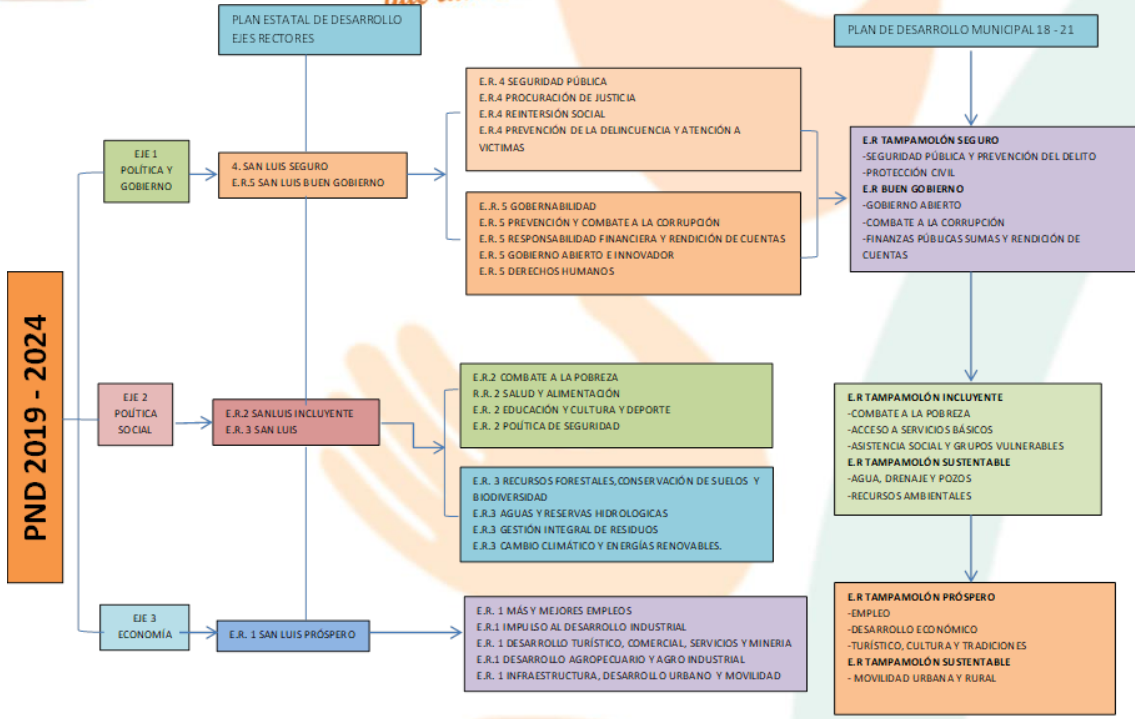 PLAN ESTATAL DE DESARROLLO
EJES RECTORES
PLAN DE DESARROLLO MUNICIPAL 18 - 21
PND 2019 - 2024
EJE 1
POLÍTICA Y
GOBIERNO
4. SAN LUIS SEGURO
E.R.5 SAN LUIS BUEN GOBIERNO
E.R. 4 SEGURIDAD PÚBLICA
E.R.4 PROCURACIÓN DE JUSTICIA
E.R.4 REINTERSIÓN SOCIAL
E.R.4 PREVENCIÓN DE LA DELINCUENCIA Y ATENCIÓN A
VICTIMAS
E.R. 5 GOBERNABILIDAD
E.R. 5 PREVENCIÓN Y COMBATE A LA CORRUPCIÓN
E.R. 5 RESPONSABILIDAD FINANCIERA Y RENDICIÓN DE CUENTAS
E.R. 5 GOBIERNO ABIERTO E INNOVADOR
E.R. 5 DERECHOS HUMANOS
E.R TAMPAMOLÓN SEGURO
-SEGURIDAD PÚBLICA Y PREVENCIÓN DEL DELITO
-PROTECCIÓN CIVIL
E.R BUEN GOBIERNO
-GOBIERNO ABIERTO
-COMBATE A LA CORRUPCIÓN
-FINANZAS PÚBLICAS SUMAS Y RENDICIÓN DE
CUENTAS
EJE 2
POLÍTICA
SOCIAL
E.R.2 SAN LUIS INCLUYENTE
E.R. 3 SAN LUIS
E.R.2 COMBATE A LA POBREZA
R.R. 2 SALUD Y ALIMENTACIÓN
E.R. 2 EDUCACIÓN Y CULTURA Y DEPORTE
E.R. 2 POLÍTICA DE SEGURIDAD
E.R. 3 RECURSOS FORESTALES, CONSERVACIÓN DE SUELOS Y
BIODIVERSIDAD
E.R.3 AGUAS Y RESERVAS HIDROLOGICAS
E.R.3 GESTIÓN INTEGRAL DE RESIDUOS
E.R.3 CAMBIO CLIMÁTICO Y ENERGÍAS RENOVABLES.
E.R TAMPAMOLÓN INCLUYENTE
-COMBATE A LA POBREZA
-ACCESO A SERVICIOS BÁSICOS
-ASISTENCIA SOCIAL Y GRUPOS VULNERABLES
E.R TAMPAMOLÓN SUSTENTABLE
-AGUA, DRENAJE Y POZOS
-RECURSOS AMBIENTALES
EJE 3
ECONOMÍA
E.R. 1 SAN LUIS PRÓSPERO
E.R. 1 MÁS Y MEJORES EMPLEOS
E.R.1 IMPULSO AL DESARROLLO INDUSTRIAL
E.R. 1 DESARROLLO TURÍSTICO, COMERCIAL, SERVICIOS Y MINERIA
E.R.1 DESARROLLO AGROPECUARIO Y AGRO INDUSTRIAL
E.R. 1 INFRAESTRUCTURA, DESARROLLO URBANO Y MOVILIDAD
E.R TAMPAMOLÓN PRÓSPERO
-EMPLEO
-DESARROLLO ECONÓMICO
-TURÍSTICO, CULTURA Y TRADICIONES
E.R TAMPAMOLÓN SUSTENTABLE
- MOVILIDAD URBANA Y RURAL